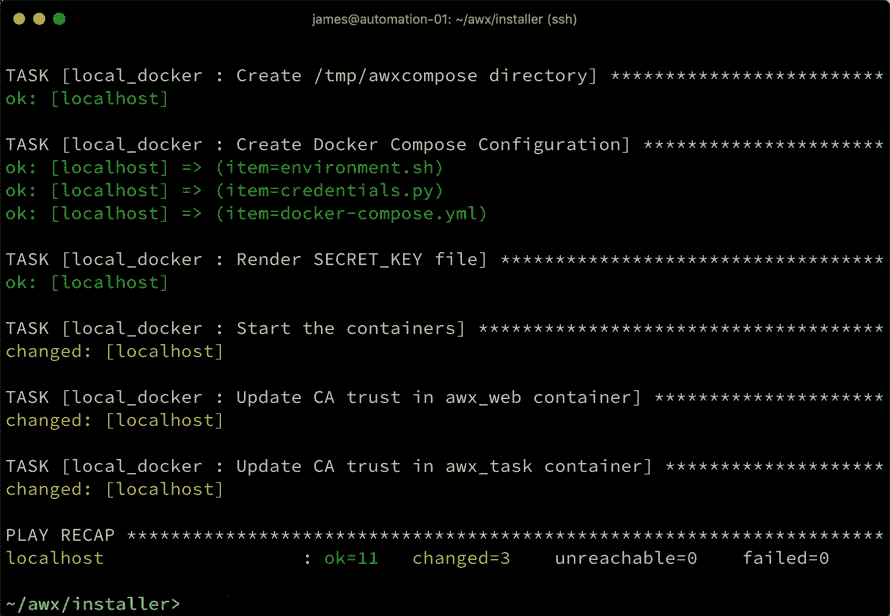 james@automation-01: ~/awx/installer (ssh)
TASK [local_docker : Create /tmp/awxcompose directory] *************************
ok: [localhost]
TASK [local_docker : Create Docker Compose Configuration] **********************
ok: [localhost] => (item=environment.sh)
ok: [localhost] => (item=credentials.py)
ok: [localhost] => (item=docker-compose.yml)
TASK [local_docker : Render SECRET_KEY file] ***********************************
ok: [localhost]
TASK [local_docker : Start the containers] *************************************
changed: [localhost]
TASK [local_docker : Update CA trust in awx_web container] *********************
changed: [localhost]
TASK [local_docker : Update CA trust in awx_task container] ********************
changed: [localhost]
PLAY RECAP *********************************************************************
localhost                  : ok=11   changed=3    unreachable=0    failed=0
~/awx/installer>